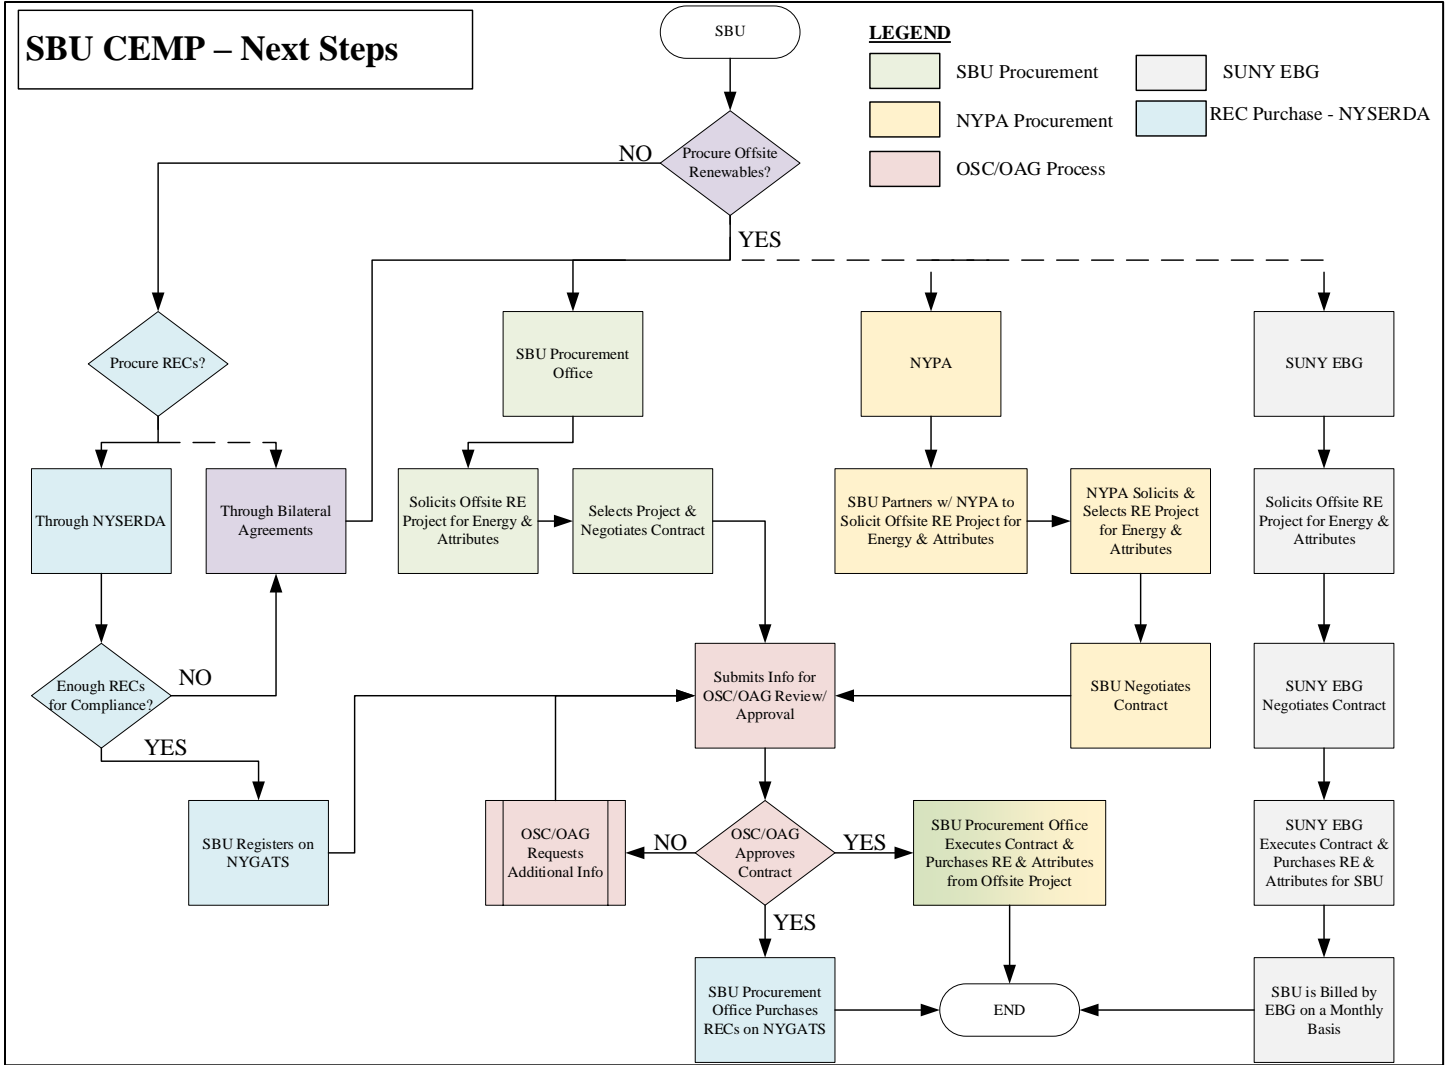 SBU CEMP – Next Steps
SBU
LEGEND
SBU Procurement
SUNY EBG
NYPA Procurement
REC Purchase - NYSERDA
OSC/OAG Process
Procure Offsite
Renewables?
NO
YES
Procure RECs?
SBU Procurement
Office
NYPA
SUNY EBG
Through NYSERDA
Through Bilateral
Agreements
Solicits Offsite RE
Project for Energy &
Attributes
Selects Project &
Negotiates Contract
SBU Partners w/ NYPA to
Solicit Offsite RE Project for
Energy & Attributes
NYPA Solicits &
Selects RE Project
for Energy &
Attributes
Solicits Offsite RE
Project for Energy &
Attributes
Enough RECs
for Compliance?
NO
YES
Submits Info for
OSC/OAG Review/
Approval
SBU Negotiates
Contract
SUNY EBG
Negotiates Contract
SBU Registers on
NYGATS
OSC/OAG
Requests
Additional Info
NO
OSC/OAG
Approves
Contract
YES
SBU Procurement Office
Executes Contract &
Purchases RE & Attributes
from Offsite Project
SUNY EBG
Executes Contract &
Purchases RE &
Attributes for SBU
YES
SBU Procurement
Office Purchases
RECs on NYGATS
END
SBU is Billed by
EBG on a Monthly
Basis